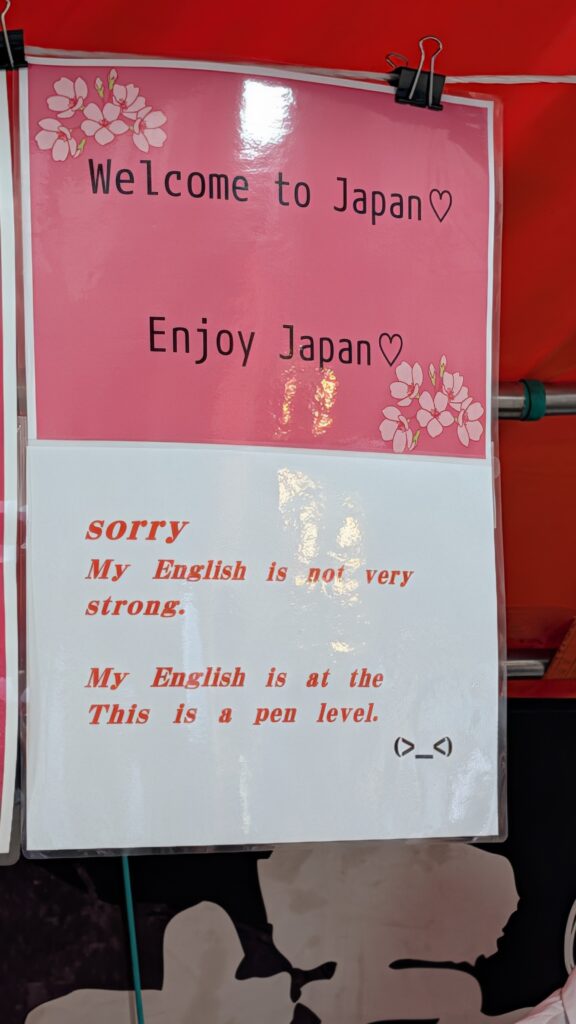 Welcome to Japan♡
Enjoy Japan♡
sorry
My English is not very
strong.
My English is at the
This is a pen level.
(>_<)